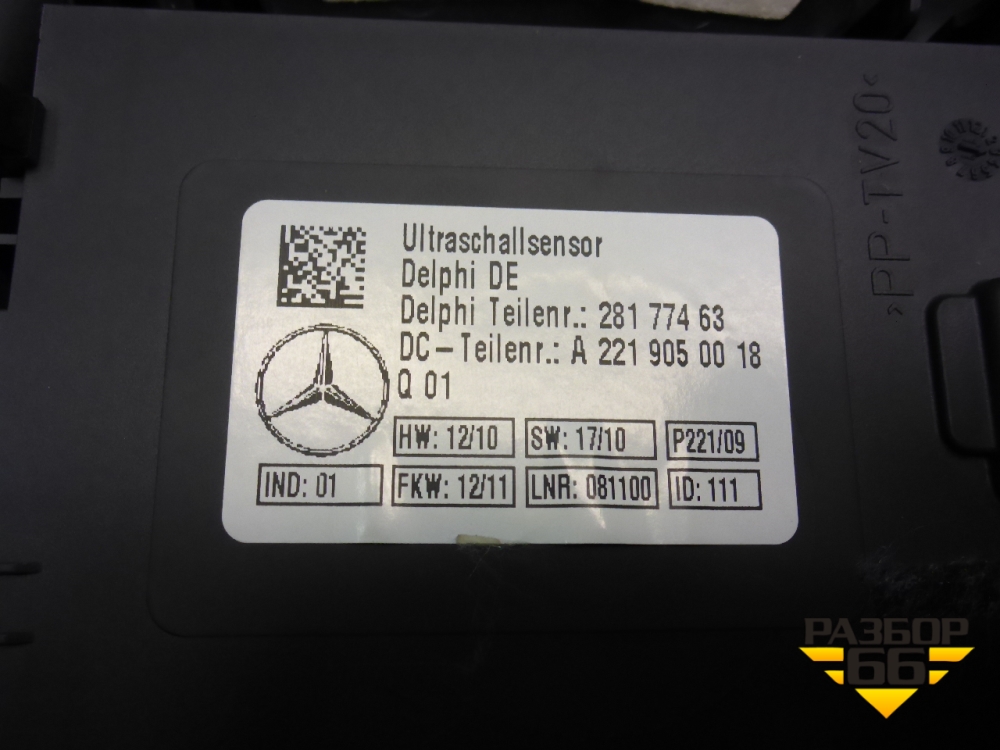 >PP-TV20<
Ultraschallsensor
Delphi DE
Delphi Teilenr.: 281 774 63
DC-Teilenr.: A 221 905 00 18
Q 01
HW: 12/10 SW: 17/10 P221/09
IND: 01 FKW: 12/11 LNR: 081100 ID: 111
РАЗБОР
66